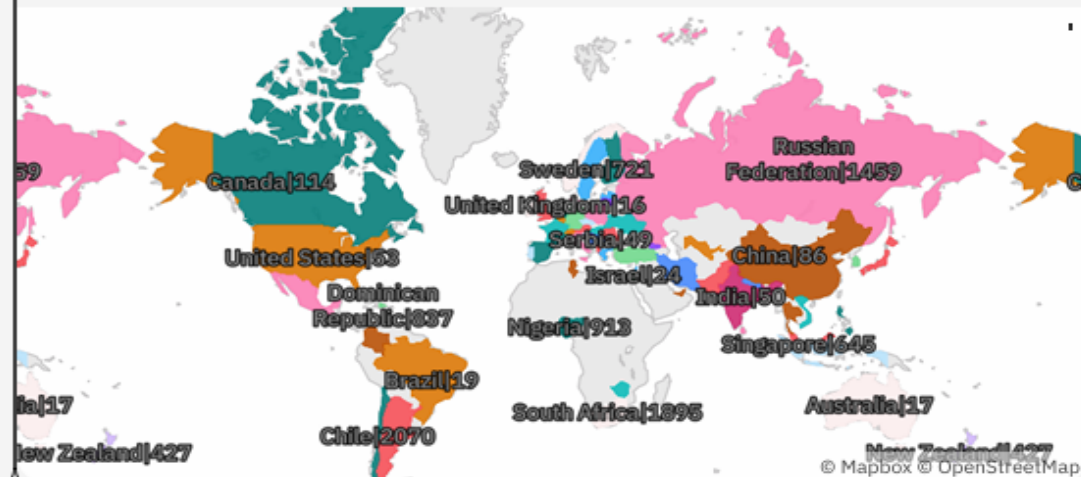 Russian
59
Federation|1459
Sweden|721
Canada|114
C
United Kingdom|16
Serbia|49
United States|53
China|86
Israel|24
Dominican
Republic|837
India|50
Nigeria|913
Singapore|645
Brazil|19
ia|17
South Africa|1895
Australia|17
Chile|2070
New Zealand|427
New Zealand|427
© Mapbox © OpenStreetMap